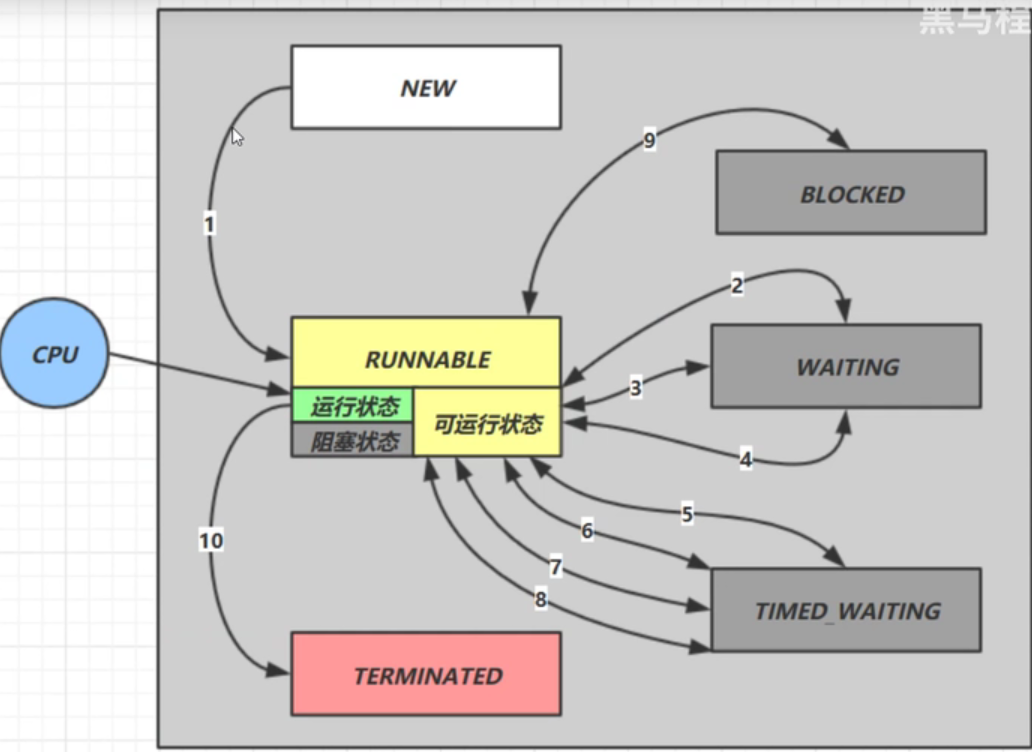 黑马程
NEW
9
BLOCKED
1
2
CPU
RUNNABLE
WAITING
3
运行状态
可运行状态
阻塞状态
4
5
6
10
7
8
TIMED_WAITING
TERMINATED